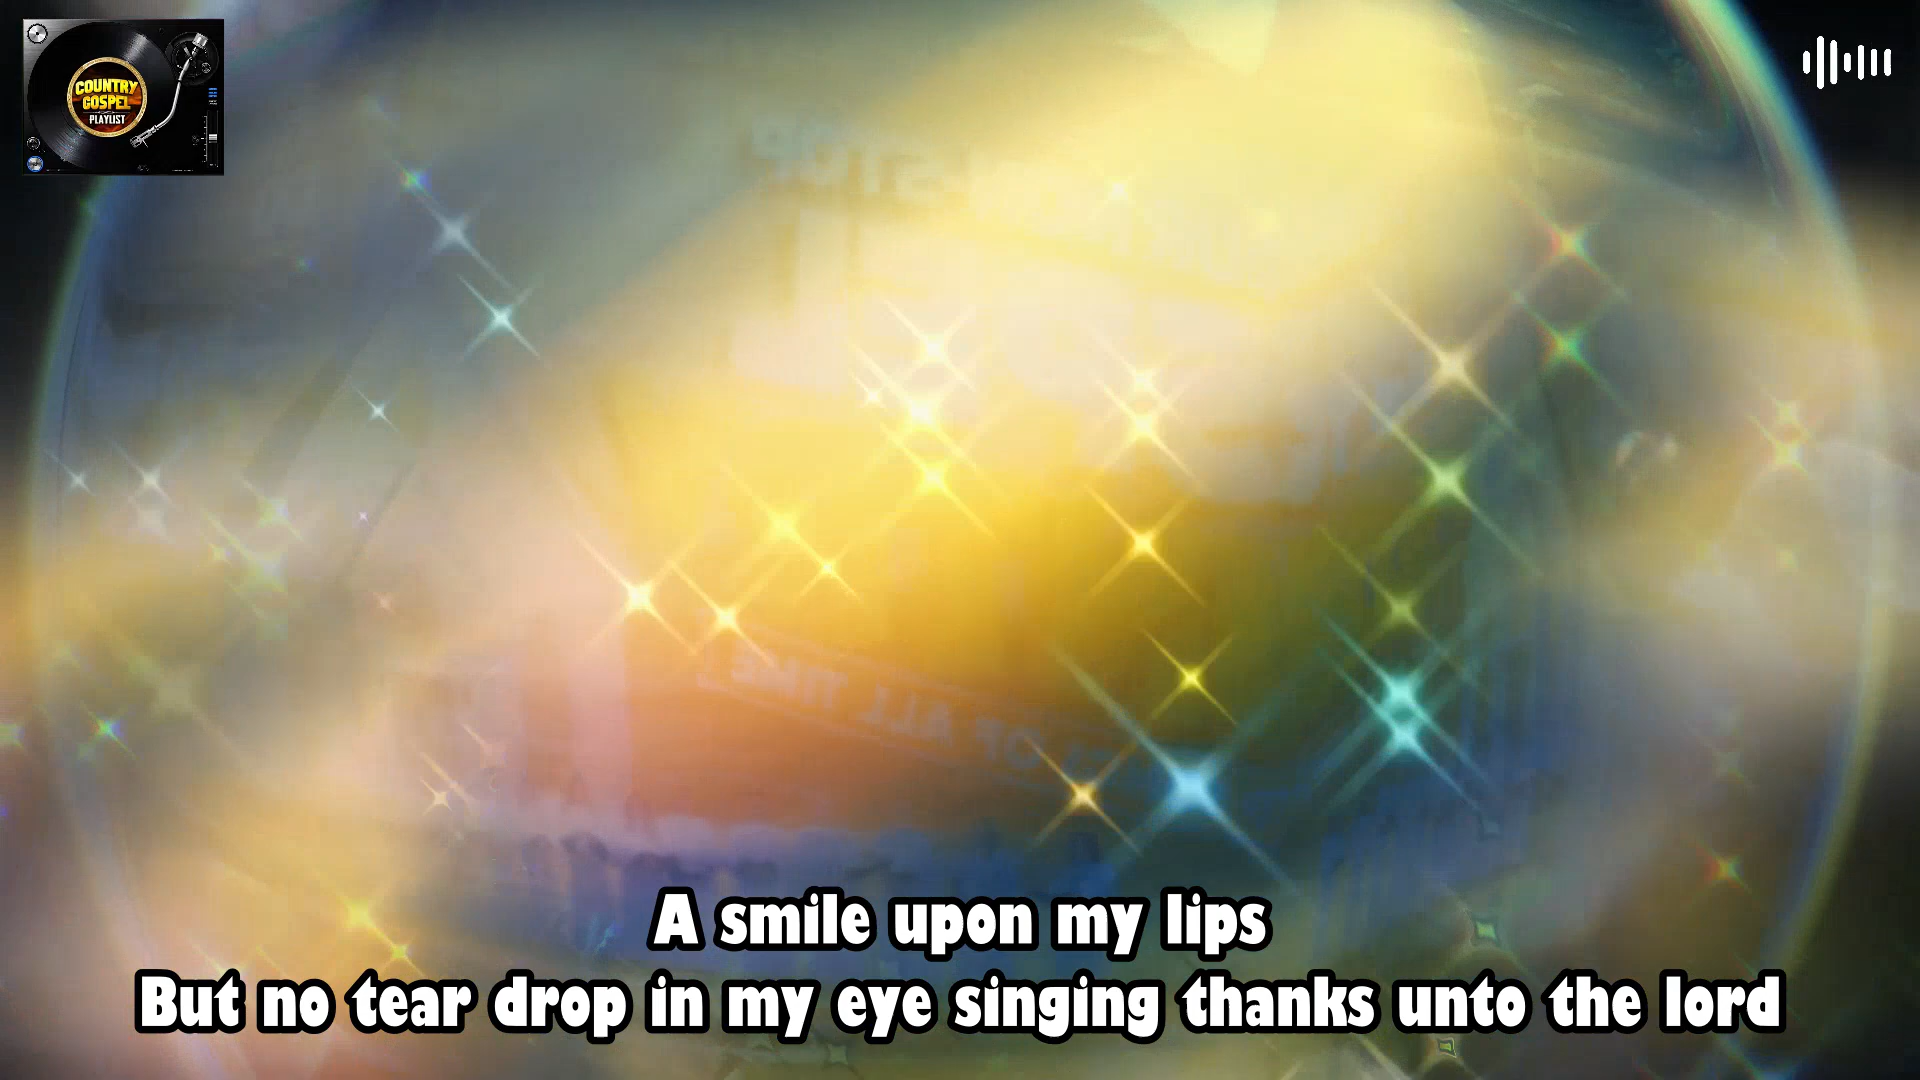 COUNTRY
GOSPEL
PLAYLIST
A smile upon my lips
But no tear drop in my eye singing thanks unto the lord